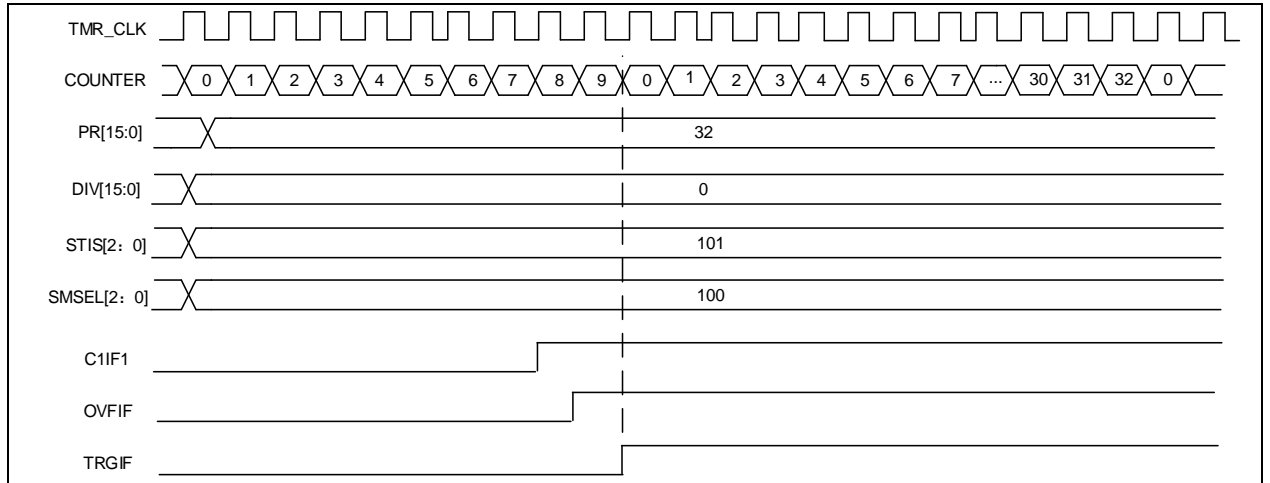 TMR_CLK
COUNTER 0 1 2 3 4 5 6 7 8 9 0 1 2 3 4 5 6 7 ... 30 31 32 0
PR[15:0] 32
DIV[15:0] 0
STIS[2：0] 101
SMSEL[2：0] 100
C1IF1
OVFIF
TRGIF